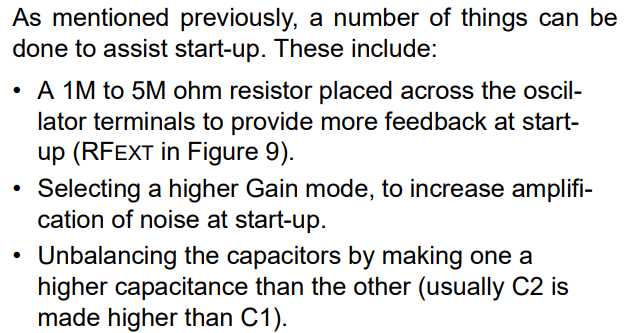 As mentioned previously, a number of things can be
done to assist start-up. These include:
• A 1M to 5M ohm resistor placed across the oscil-
lator terminals to provide more feedback at start-
up (RFEXT in Figure 9).
• Selecting a higher Gain mode, to increase amplifi-
cation of noise at start-up.
• Unbalancing the capacitors by making one a
higher capacitance than the other (usually C2 is
made higher than C1).